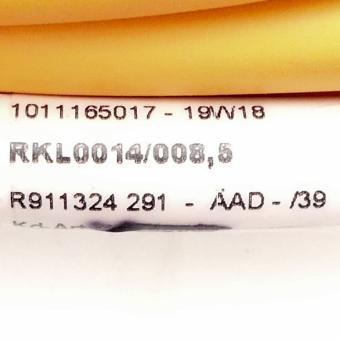 1011165017 - 19W18
RKL0014/008,5
R911324 291 - AAD - /39